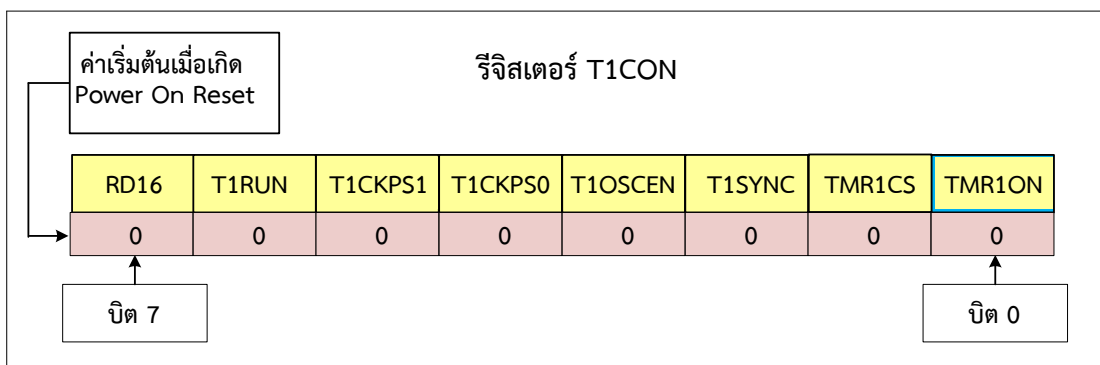 ค่าเริ่มต้นเมื่อเกิด
Power On Reset
รีจิสเตอร์ T1CON
RD16 T1RUN T1CKPS1 T1CKPS0 T1OSCEN T1SYNC TMR1CS TMR1ON
0 0 0 0 0 0 0 0
บิต 7 บิต 0